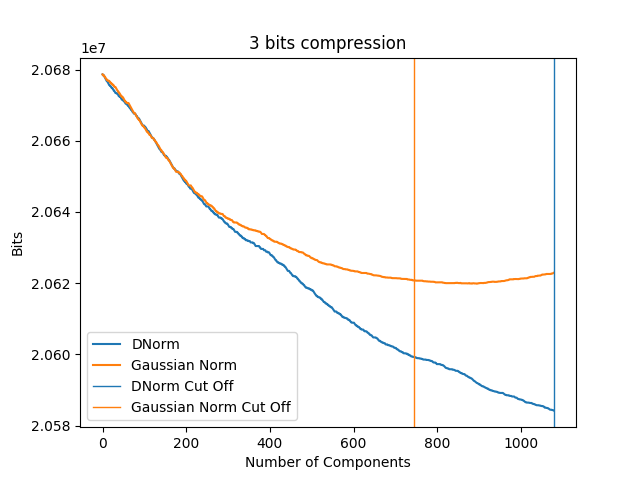 3 bits compression
1e7
2.068
2.066
2.064
2.062
2.060
2.058
Bits
DNorm
Gaussian Norm
DNorm Cut Off
Gaussian Norm Cut Off
0 200 400 600 800 1000
Number of Components